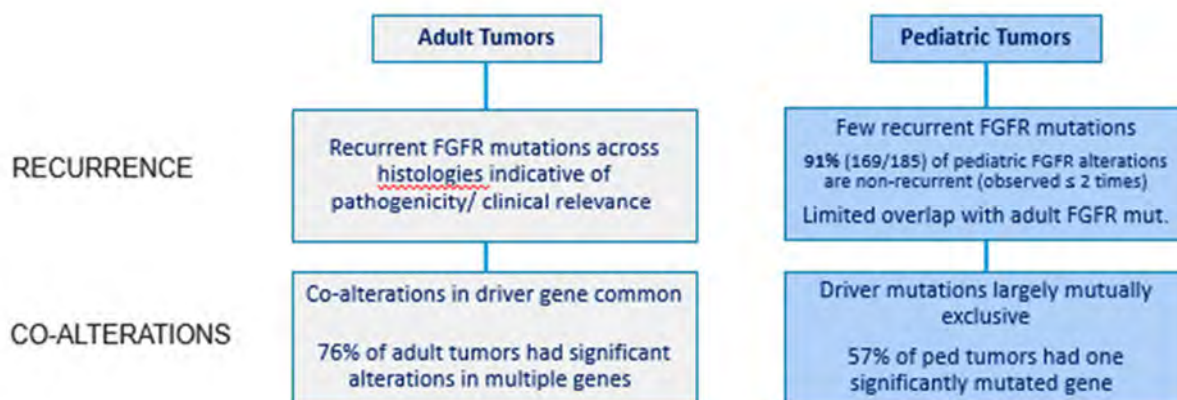 Adult Tumors
Pediatric Tumors
RECURRENCE
Recurrent FGFR mutations across
histologies indicative of
pathogenicity/ clinical relevance
Few recurrent FGFR mutations
91% (169/185) of pediatric FGFR alterations
are non-recurrent (observed ≤ 2 times)
Limited overlap with adult FGFR mut.
CO-ALTERATIONS
Co-alterations in driver gene common
76% of adult tumors had significant
alterations in multiple genes
Driver mutations largely mutually
exclusive
57% of ped tumors had one
significantly mutated gene